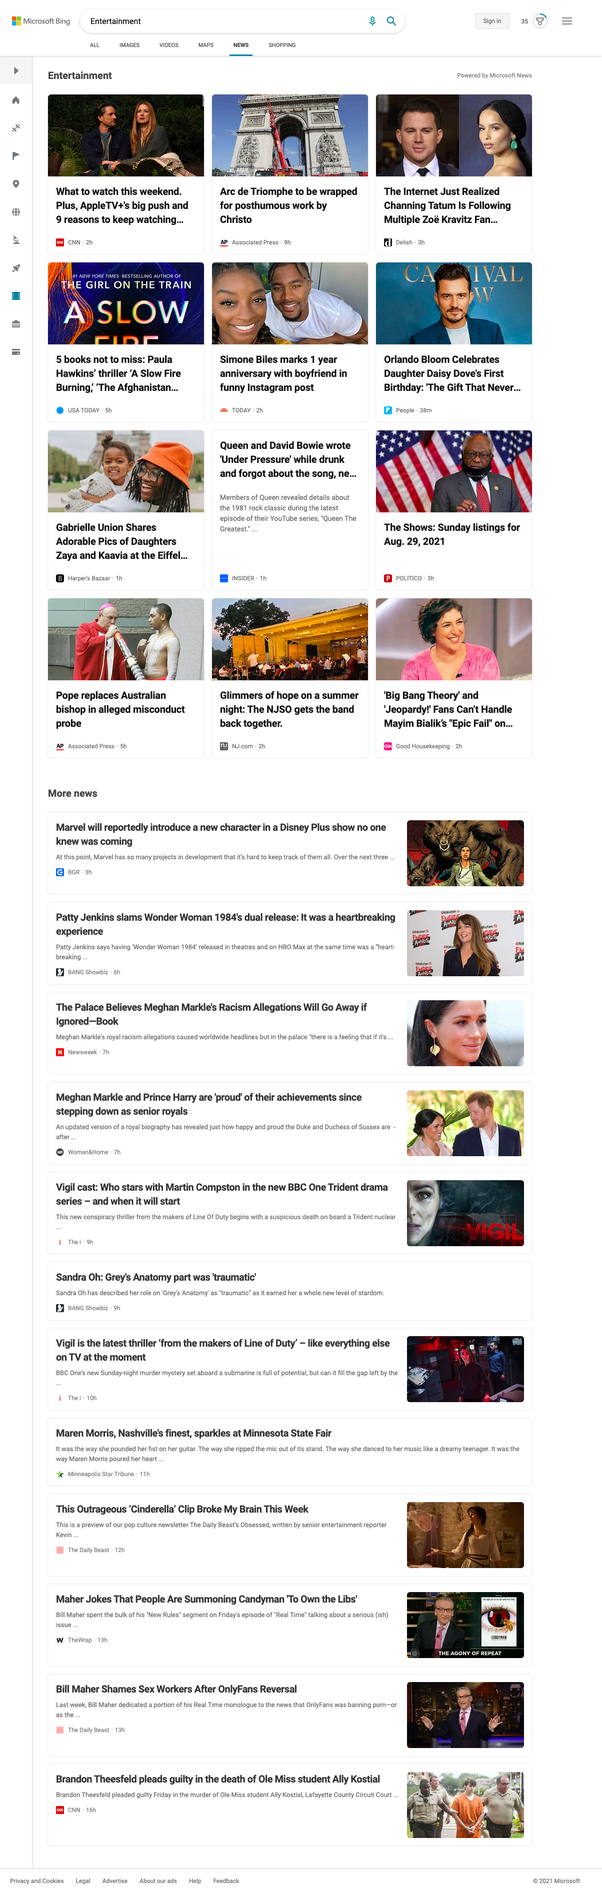 Microsoft Bing
Entertainment
Sign in
35
ALL
IMAGES
VIDEOS
MAPS
NEWS
SHOPPING
Entertainment
Powered by Microsoft News
What to watch this weekend.
Plus, AppleTV+'s big push and
9 reasons to keep watching...
CNN · 2h
Arc de Triomphe to be wrapped
for posthumous work by
Christo
AP Associated Press · 9h
The Internet Just Realized
Channing Tatum Is Following
Multiple Zoë Kravitz Fan...
Delish · 3h
#1 NEW YORK TIMES BESTSELLING AUTHOR OF
THE GIRL ON THE TRAIN
A SLOW
FIRE
5 books not to miss: Paula
Hawkins' thriller 'A Slow Fire
Burning,' 'The Afghanistan...
USA TODAY · 5h
Simone Biles marks 1 year
anniversary with boyfriend in
funny Instagram post
TODAY · 2h
Orlando Bloom Celebrates
Daughter Daisy Dove's First
Birthday: 'The Gift That Never...
People · 38m
Gabrielle Union Shares
Adorable Pics of Daughters
Zaya and Kaavia at the Eiffel...
Harper's Bazaar · 1h
Queen and David Bowie wrote
'Under Pressure' while drunk
and forgot about the song, ne...
Members of Queen revealed details about
the 1981 rock classic during the latest
episode of their YouTube series, "Queen The
Greatest." ...
INSIDER · 1h
The Shows: Sunday listings for
Aug. 29, 2021
POLITICO · 3h
Pope replaces Australian
bishop in alleged misconduct
probe
AP Associated Press · 5h
Glimmers of hope on a summer
night: The NJSO gets the band
back together.
NJ.com · 2h
'Big Bang Theory' and
'Jeopardy!' Fans Can't Handle
Mayim Bialik's "Epic Fail" on...
Good Housekeeping · 2h
More news
Marvel will reportedly introduce a new character in a Disney Plus show no one
knew was coming
At this point, Marvel has so many projects in development that it's hard to keep track of them all. Over the next three ...
BGR · 3h
Patty Jenkins slams Wonder Woman 1984's dual release: It was a heartbreaking
experience
Patty Jenkins says having 'Wonder Woman 1984' released in theatres and on HBO Max at the same time was a "heart-
breaking ...
BANG Showbiz · 6h
The Palace Believes Meghan Markle's Racism Allegations Will Go Away if
Ignored—Book
Meghan Markle's royal racism allegations caused worldwide headlines but in the palace "there is a feeling that if it's ...
Newsweek · 7h
Meghan Markle and Prince Harry are 'proud' of their achievements since
stepping down as senior royals
An updated version of a royal biography has revealed just how happy and proud the Duke and Duchess of Sussex are -
after ...
Woman&Home · 7h
Vigil cast: Who stars with Martin Compston in the new BBC One Trident drama
series – and when it will start
This new conspiracy thriller from the makers of Line Of Duty begins with a suspicious death on board a Trident nuclear
...
The i · 9h
VIGIL
Sandra Oh: Grey's Anatomy part was 'traumatic'
Sandra Oh has described her role on 'Grey's Anatomy' as "traumatic" as it earned her a whole new level of stardom.
BANG Showbiz · 9h
Vigil is the latest thriller 'from the makers of Line of Duty' – like everything else
on TV at the moment
BBC One's new Sunday-night murder mystery set aboard a submarine is full of potential, but can it fill the gap left by the
...
The i · 10h
Maren Morris, Nashville's finest, sparkles at Minnesota State Fair
It was the way she pounded her fist on her guitar. The way she ripped the mic out of its stand. The way she danced to her music like a dreamy teenager. It was the
way Maren Morris poured her heart ...
Minneapolis Star Tribune · 11h
This Outrageous 'Cinderella' Clip Broke My Brain This Week
This is a preview of our pop culture newsletter The Daily Beast's Obsessed, written by senior entertainment reporter
Kevin ...
The Daily Beast · 12h
Maher Jokes That People Are Summoning Candyman 'To Own the Libs'
Bill Maher spent the bulk of his "New Rules" segment on Friday's episode of "Real Time" talking about a serious (ish)
issue ...
TheWrap · 13h
THE AGONY OF REPEAT
Bill Maher Shames Sex Workers After OnlyFans Reversal
Last week, Bill Maher dedicated a portion of his Real Time monologue to the news that OnlyFans was banning porn—or
as the ...
The Daily Beast · 13h
Brandon Theesfeld pleads guilty in the death of Ole Miss student Ally Kostial
Brandon Theesfeld pleaded guilty Friday in the murder of Ole Miss student Ally Kostial, Lafayette County Circuit Court ...
CNN · 16h
Privacy and Cookies
Legal
Advertise
About our ads
Help
Feedback
© 2021 Microsoft